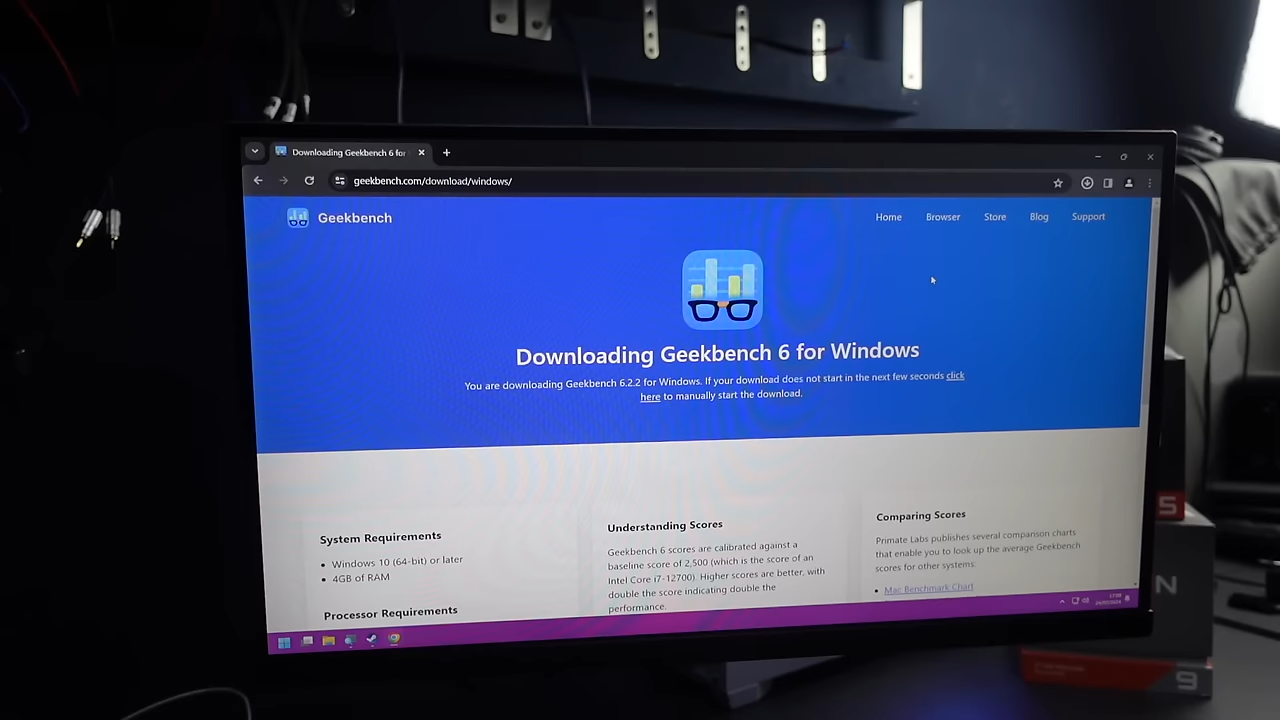 Downloading Geekbench 6 for
geekbench.com/download/windows/
Geekbench
Home Browser Store Blog Support
Downloading Geekbench 6 for Windows
You are downloading Geekbench 6.2.2 for Windows. If your download does not start in the next few seconds click
here to manually start the download.
System Requirements
Windows 10 (64-bit) or later
4GB of RAM
Processor Requirements
Understanding Scores
Geekbench 6 scores are calibrated against a
baseline score of 2,500 (which is the score of an
Intel Core i7-12700). Higher scores are better, with
double the score indicating double the
performance.
Comparing Scores
Primate Labs publishes several comparison charts
that enable you to look up the average Geekbench
scores for other systems:
Mac Benchmark Chart
5
N
9